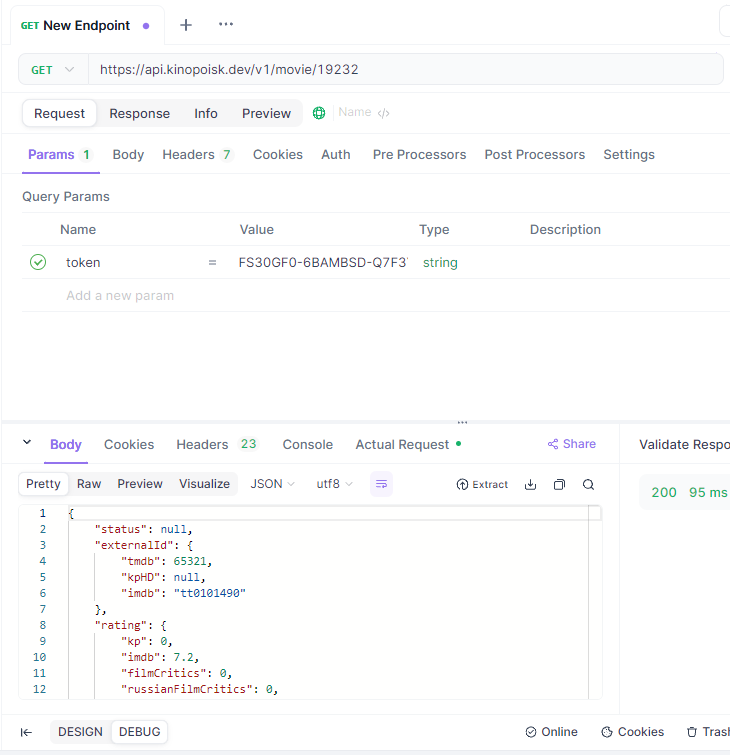 GET New Endpoint
GET https://api.kinopoisk.dev/v1/movie/19232
Request Response Info Preview Name </>
Params 1 Body Headers 7 Cookies Auth Pre Processors Post Processors Settings
Query Params
Name Value Type Description
token = FS30GF0-6BAMBSD-Q7F3 string
Add a new param
Body Cookies Headers 23 Console Actual Request Share Validate Respo
Pretty Raw Preview Visualize JSON utf8 Extract 200 95 ms
1 {
2 "status": null,
3 "externalId": {
4 "tmdb": 65321,
5 "kpHD": null,
6 "imdb": "tt0101490"
7 },
8 "rating": {
9 "kp": 0,
10 "imdb": 7.2,
11 "filmCritics": 0,
12 "russianFilmCritics": 0,
DESIGN DEBUG Online Cookies Trash